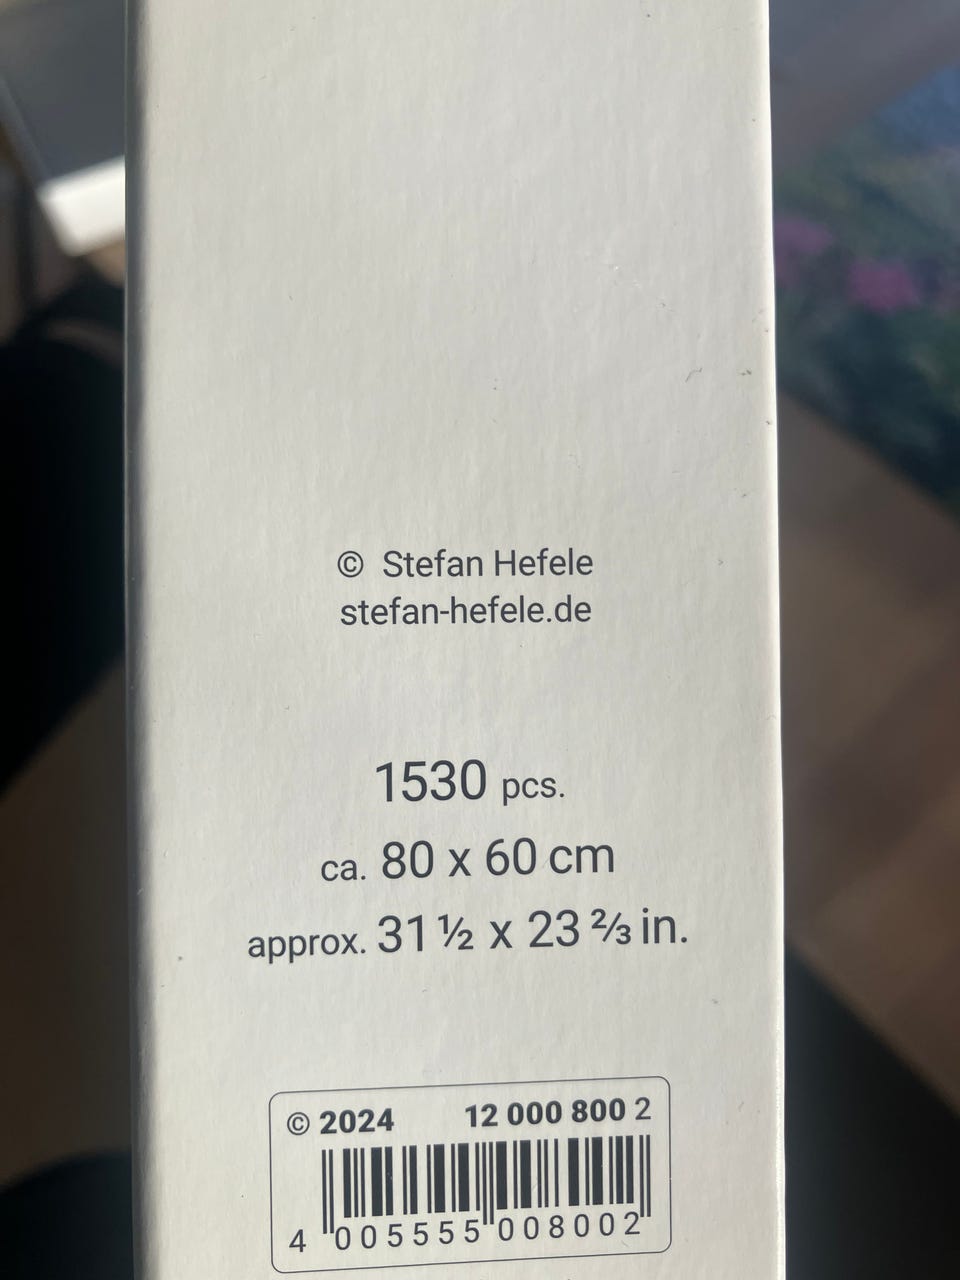 © Stefan Hefele
stefan-hefele.de
1530 pcs.
ca. 80 x 60 cm
approx. 31 ½ x 23 ⅔ in.
© 2024 12 000 800 2
4 005555 008002